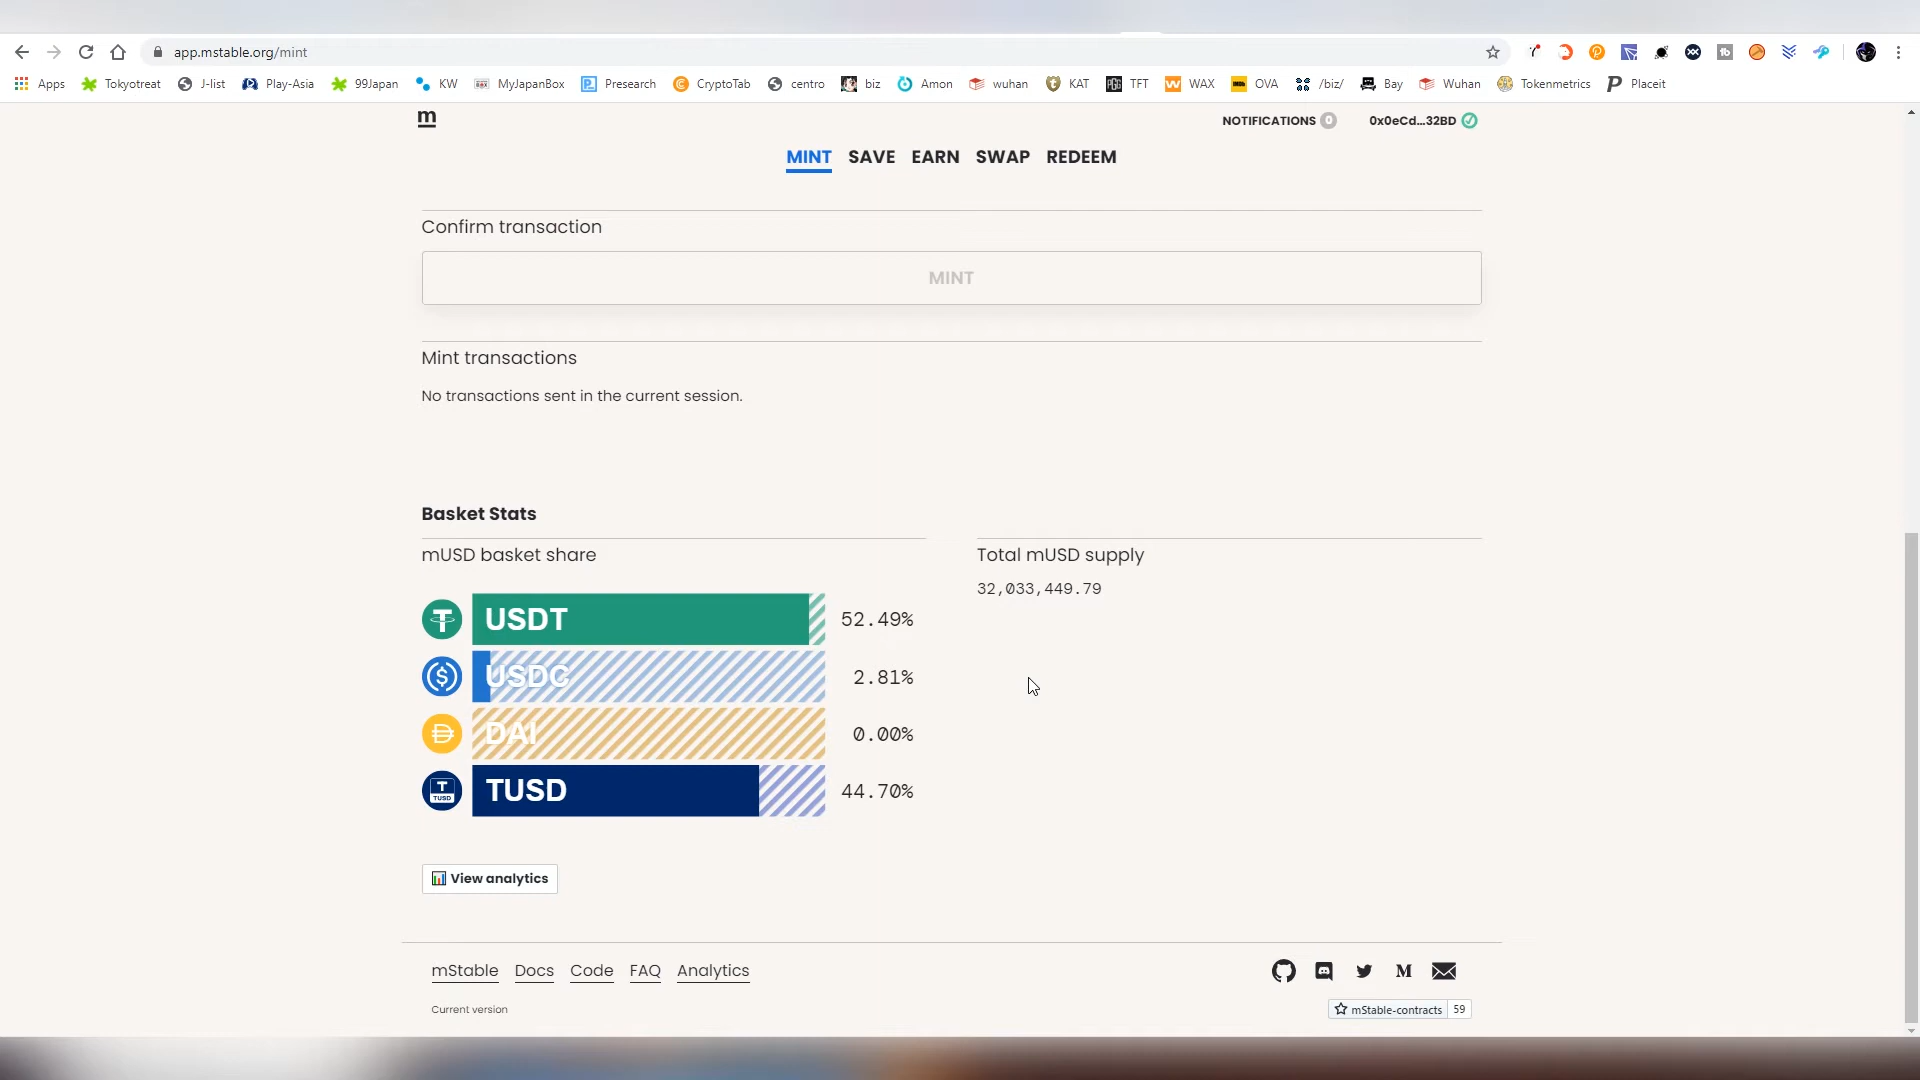 app.mstable.org/mint
Apps Tokyotreat J-list Play-Asia 99Japan KW MyJapanBox Presearch CryptoTab centro biz Amon wuhan KAT TFT WAX OVA /biz/ Bay Wuhan Tokenmetrics Placeit
m NOTIFICATIONS 0 0x0eCd...32BD
MINT SAVE EARN SWAP REDEEM
Confirm transaction
MINT
Mint transactions
No transactions sent in the current session.
Basket Stats
mUSD basket share
Total mUSD supply
32,033,449.79
USDT 52.49%
USDC 2.81%
DAI 0.00%
TUSD TUSD 44.70%
View analytics
mStable Docs Code FAQ Analytics
Current version
mStable-contracts 59